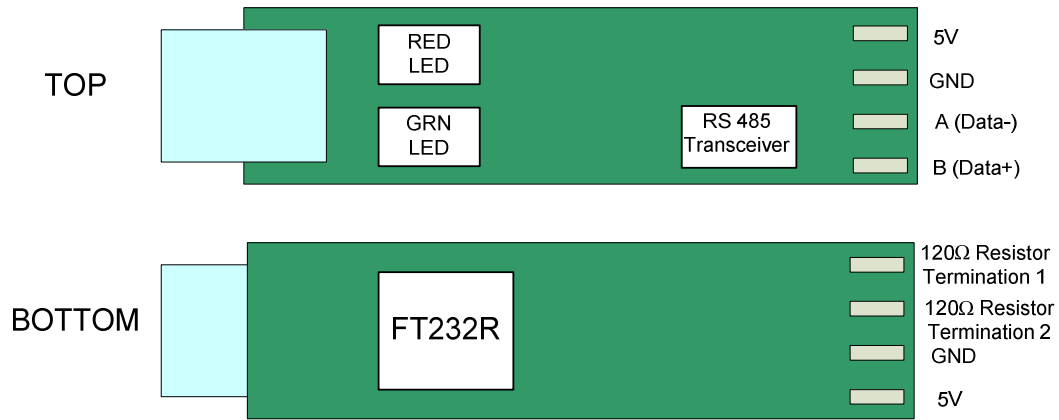 TOP
RED
LED
GRN
LED
RS 485
Transceiver
5V
GND
A (Data-)
B (Data+)
BOTTOM
FT232R
120Ω Resistor
Termination 1
120Ω Resistor
Termination 2
GND
5V